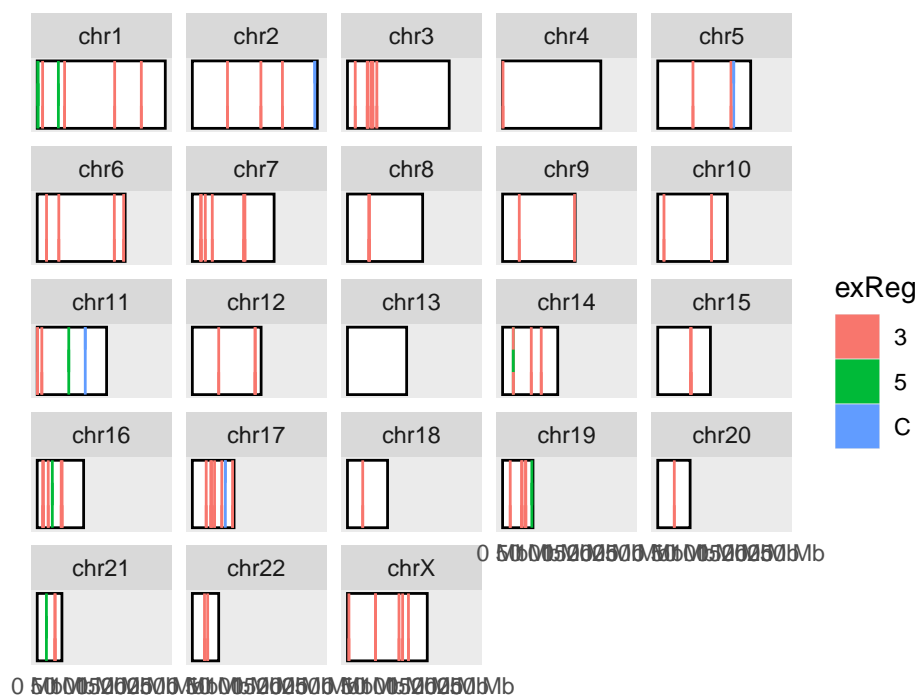 chr1 chr2 chr3 chr4 chr5
chr6 chr7 chr8 chr9 chr10
exReg
3
5
C
chr11 chr12 chr13 chr14 chr15
chr16 chr17 chr18 chr19 chr20
chr21 chr22 chrX